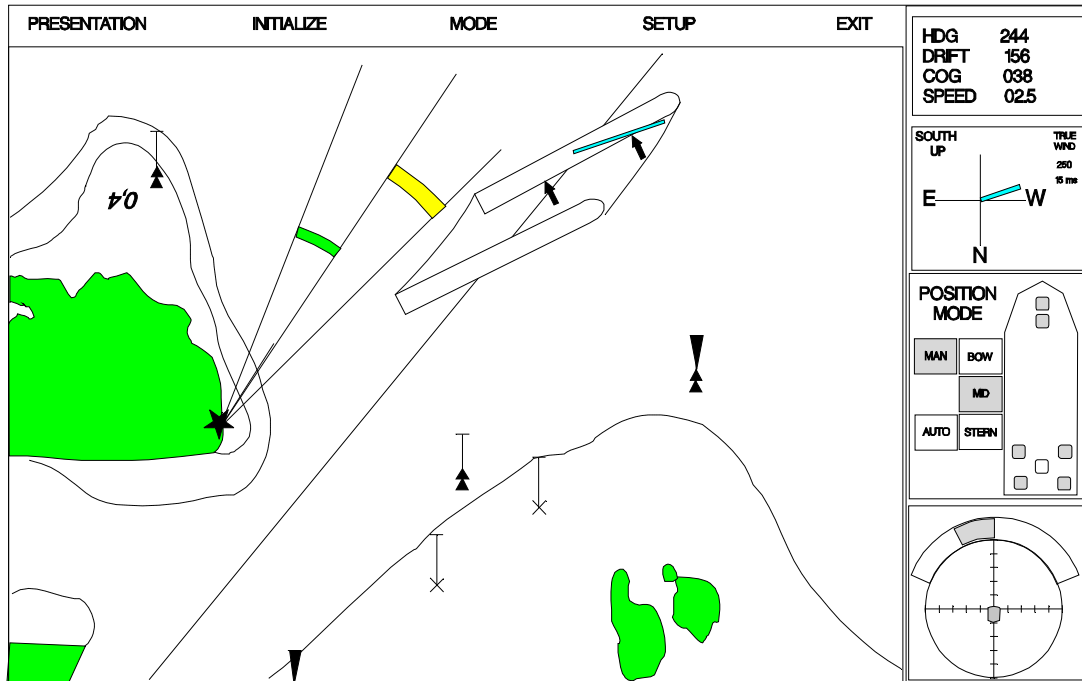 PRESENTATION INITIALIZE MODE SETUP EXIT
HDG 244
DRIFT 156
COG 038
SPEED 02.5
SOUTH UP
TRUE WIND
250
15 ms
E W
N
POSITION
MODE
MAN BOW
MID
AUTO STERN
0,4